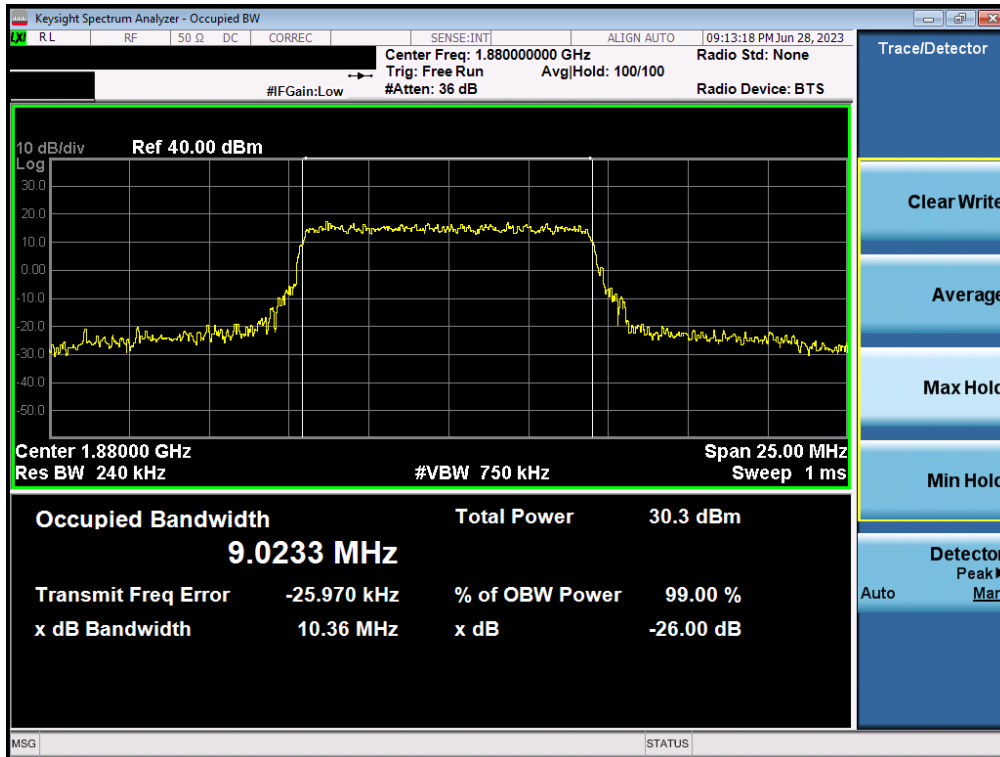 Keysight Spectrum Analyzer - Occupied BW
LXI RL RF 50 Ω DC CORREC SENSE:INT ALIGN AUTO 09:13:18 PM Jun 28, 2023
Center Freq: 1.880000000 GHz Radio Std: None
Trig: Free Run Avg|Hold: 100/100
#IFGain:Low #Atten: 36 dB Radio Device: BTS
Trace/Detector
10 dB/div Ref 40.00 dBm
Log
30.0
20.0
10.0
0.00
-10.0
-20.0
-30.0
-40.0
-50.0
Center 1.88000 GHz Span 25.00 MHz
Res BW 240 kHz #VBW 750 kHz Sweep 1 ms
Occupied Bandwidth Total Power 30.3 dBm
9.0233 MHz
Transmit Freq Error -25.970 kHz % of OBW Power 99.00 %
x dB Bandwidth 10.36 MHz x dB -26.00 dB
Clear Write
Average
Max Hold
Min Hold
Detector
Peak
Auto Man
MSG STATUS